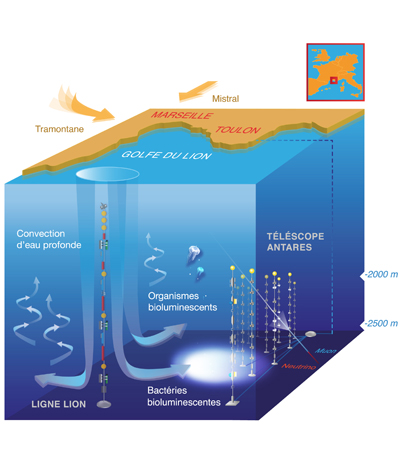 Mistral
MARSEILLE
Tramontane
TOULON
GOLFE DU LION
Convection
d'eau profonde
TÉLÉSCOPE
ANTARES
-2000 m
Organismes
bioluminescents
-2500 m
Muon
Neutrino
Bactéries
bioluminescentes
LIGNE LION